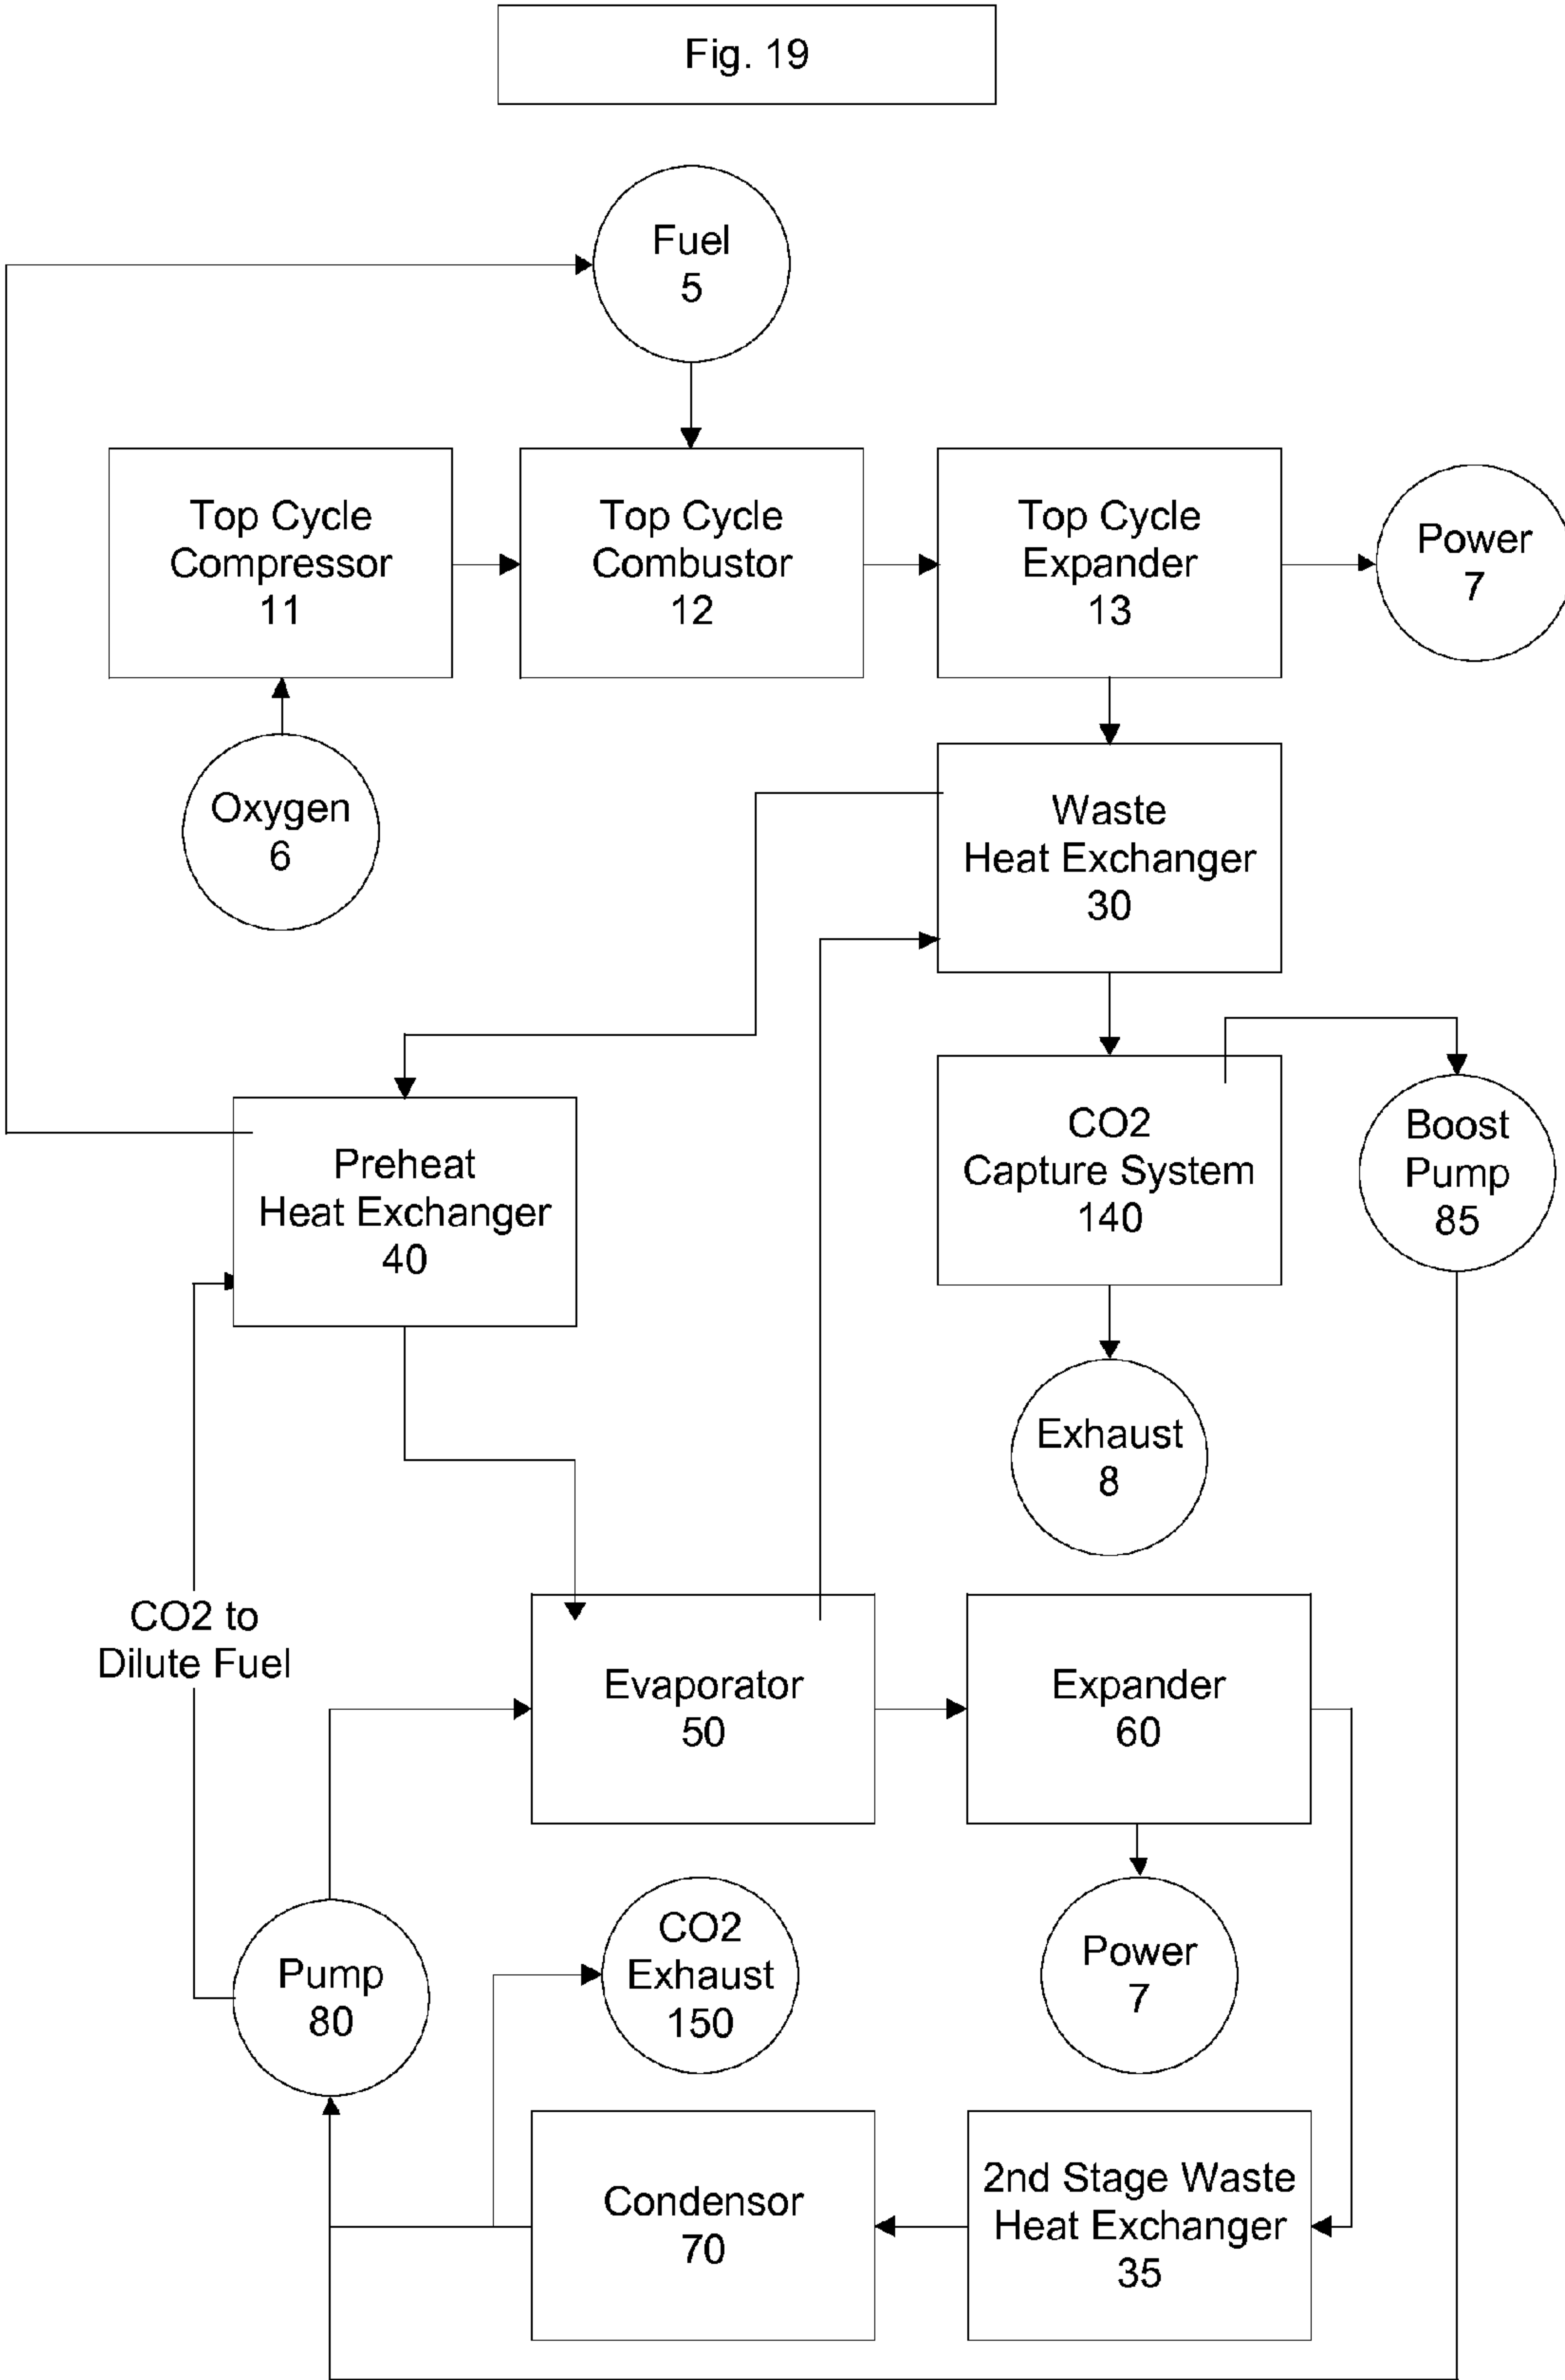 Fig. 19
Fuel
5
Top Cycle
Compressor
11
Top Cycle
Combustor
12
Top Cycle
Expander
13
Power
7
Oxygen
6
Waste
Heat Exchanger
30
Preheat
Heat Exchanger
40
CO2
Capture System
140
Boost
Pump
85
Exhaust
8
CO2 to
Dilute Fuel
Evaporator
50
Expander
60
Pump
80
CO2
Exhaust
150
Power
7
Condensor
70
2nd Stage Waste
Heat Exchanger
35